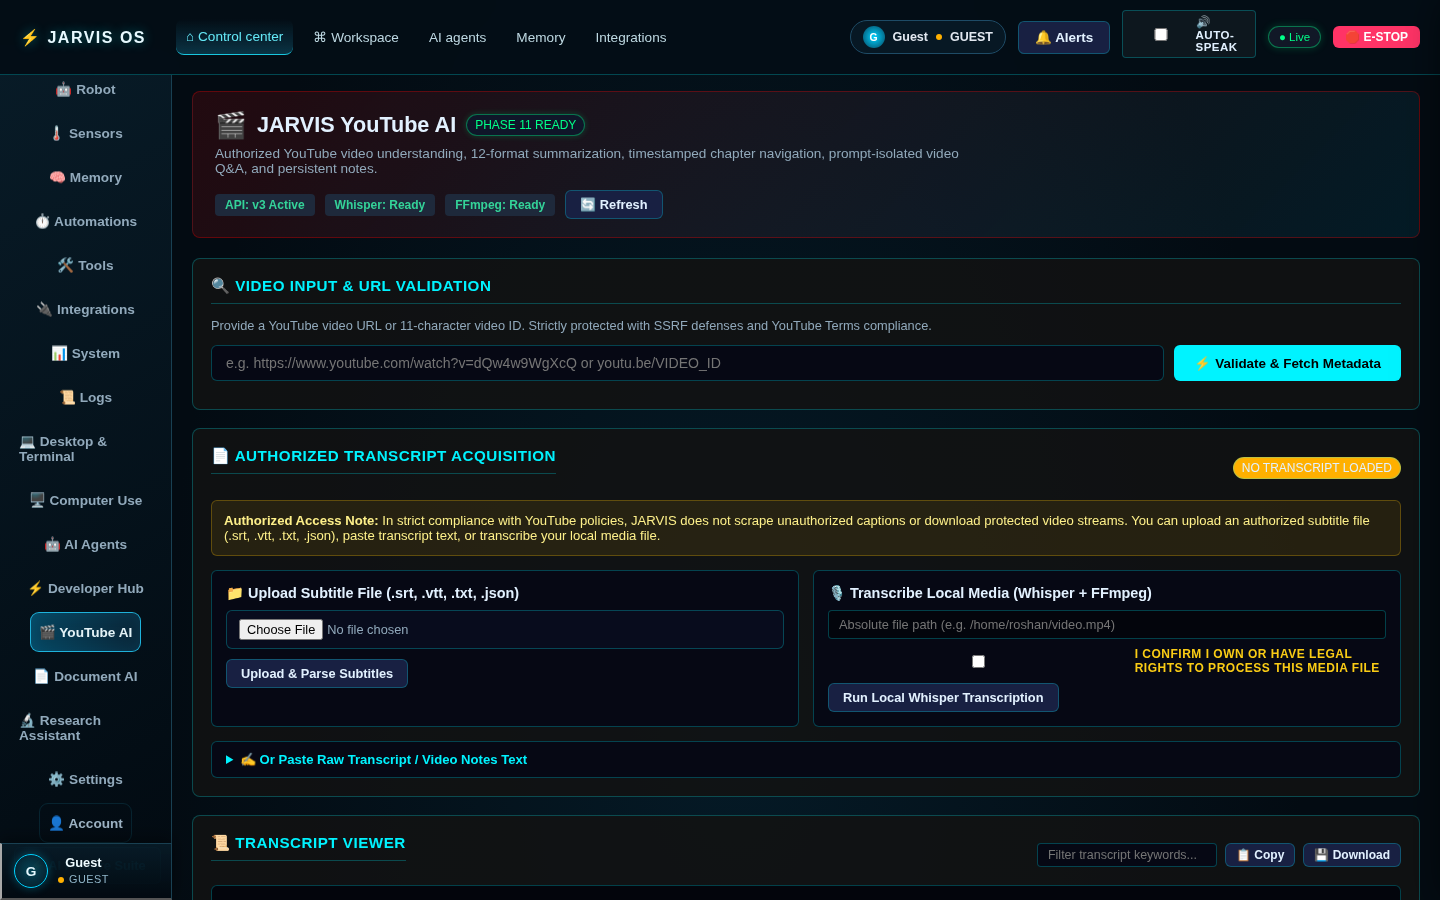 ⚡ JARVIS OS
⌂ Control center
⌘ Workspace
AI agents
Memory
Integrations
G Guest ● GUEST
🔔 Alerts
🔊 AUTO-SPEAK
● Live
🛑 E-STOP
🤖 Robot
🌡️ Sensors
🧠 Memory
⏱️ Automations
🛠️ Tools
🔌 Integrations
📊 System
📜 Logs
💻 Desktop &
Terminal
🖥️ Computer Use
🤖 AI Agents
⚡ Developer Hub
🎬 YouTube AI
📄 Document AI
🔬 Research
Assistant
⚙️ Settings
👤 Account
G Guest
● GUEST
🎬 JARVIS YouTube AI PHASE 11 READY
Authorized YouTube video understanding, 12-format summarization, timestamped chapter navigation, prompt-isolated video
Q&A, and persistent notes.
API: v3 Active Whisper: Ready FFmpeg: Ready 🔄 Refresh
🔍 VIDEO INPUT & URL VALIDATION
Provide a YouTube video URL or 11-character video ID. Strictly protected with SSRF defenses and YouTube Terms compliance.
e.g. https://www.youtube.com/watch?v=dQw4w9WgXcQ or youtu.be/VIDEO_ID
⚡ Validate & Fetch Metadata
📄 AUTHORIZED TRANSCRIPT ACQUISITION
NO TRANSCRIPT LOADED
Authorized Access Note: In strict compliance with YouTube policies, JARVIS does not scrape unauthorized captions or download protected video streams. You can upload an authorized subtitle file
(.srt, .vtt, .txt, .json), paste transcript text, or transcribe your local media file.
📁 Upload Subtitle File (.srt, .vtt, .txt, .json)
Choose File No file chosen
Upload & Parse Subtitles
🎙️ Transcribe Local Media (Whisper + FFmpeg)
Absolute file path (e.g. /home/roshan/video.mp4)
I CONFIRM I OWN OR HAVE LEGAL
RIGHTS TO PROCESS THIS MEDIA FILE
Run Local Whisper Transcription
▶ ✍️ Or Paste Raw Transcript / Video Notes Text
📜 TRANSCRIPT VIEWER
Filter transcript keywords...
📋 Copy
💾 Download